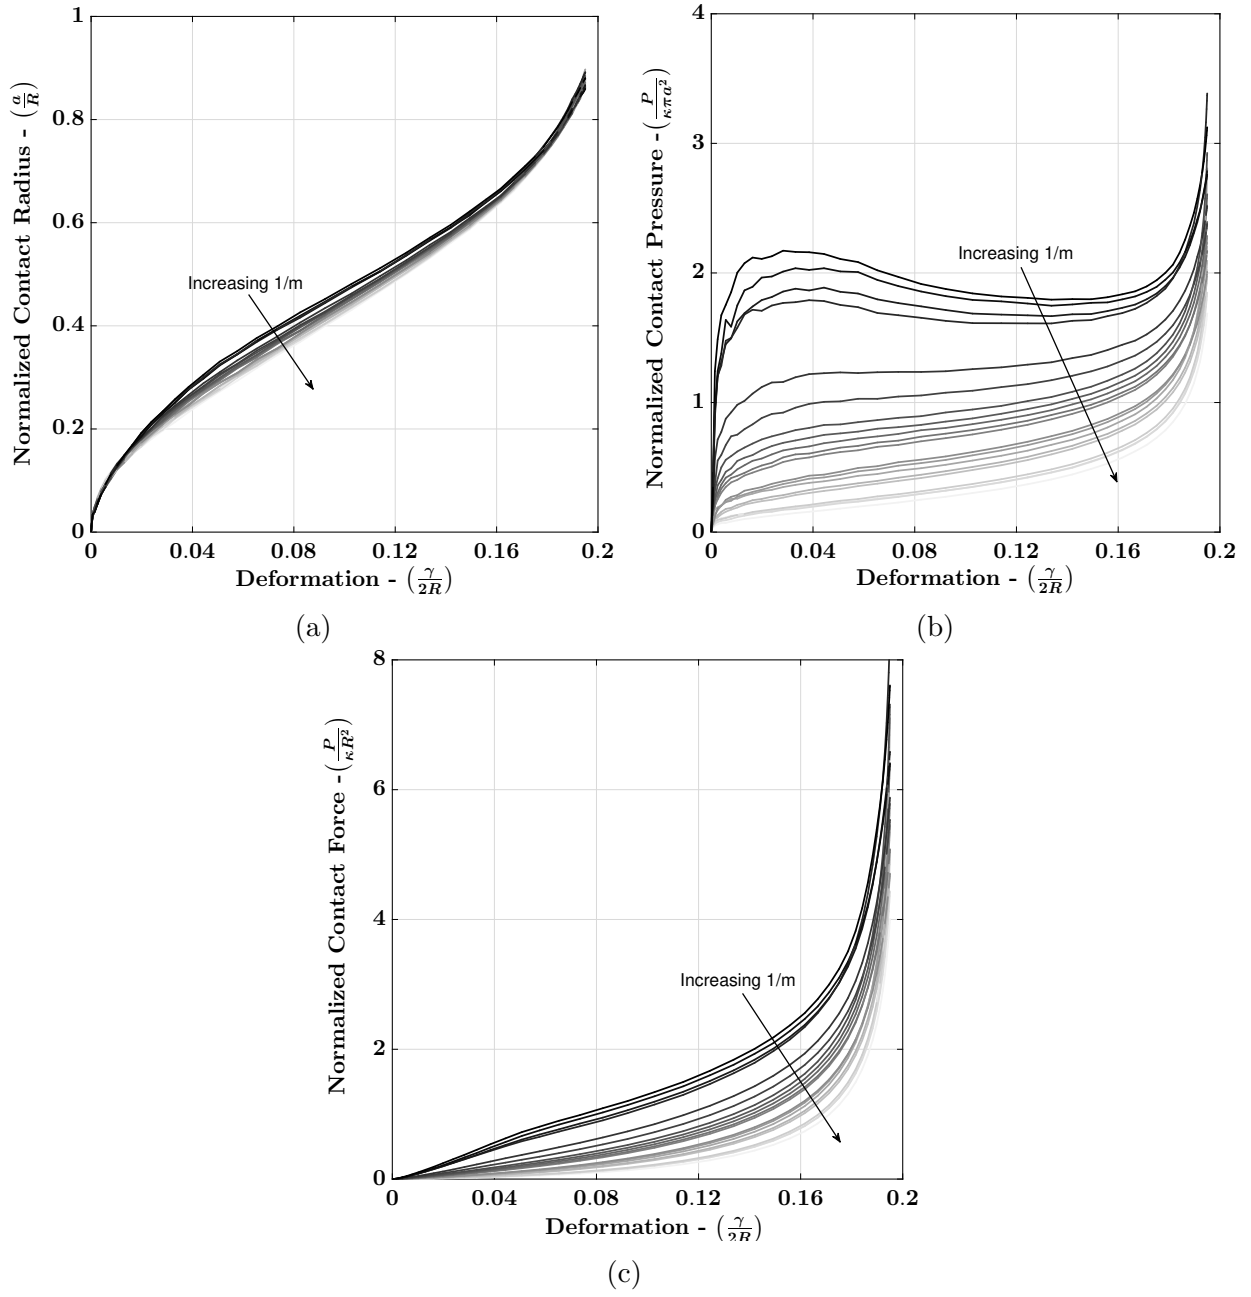 1
0.8
0.6
0.4
0.2
0
Normalized Contact Radius - (a/R)
Increasing 1/m
0 0.04 0.08 0.12 0.16 0.2
Deformation - (γ/2R)
(a)
4
3
2
1
0
Normalized Contact Pressure -(P/κπa²)
Increasing 1/m
0 0.04 0.08 0.12 0.16 0.2
Deformation - (γ/2R)
(b)
8
6
4
2
0
Normalized Contact Force -(P/κR²)
Increasing 1/m
0 0.04 0.08 0.12 0.16 0.2
Deformation - (γ/2R)
(c)